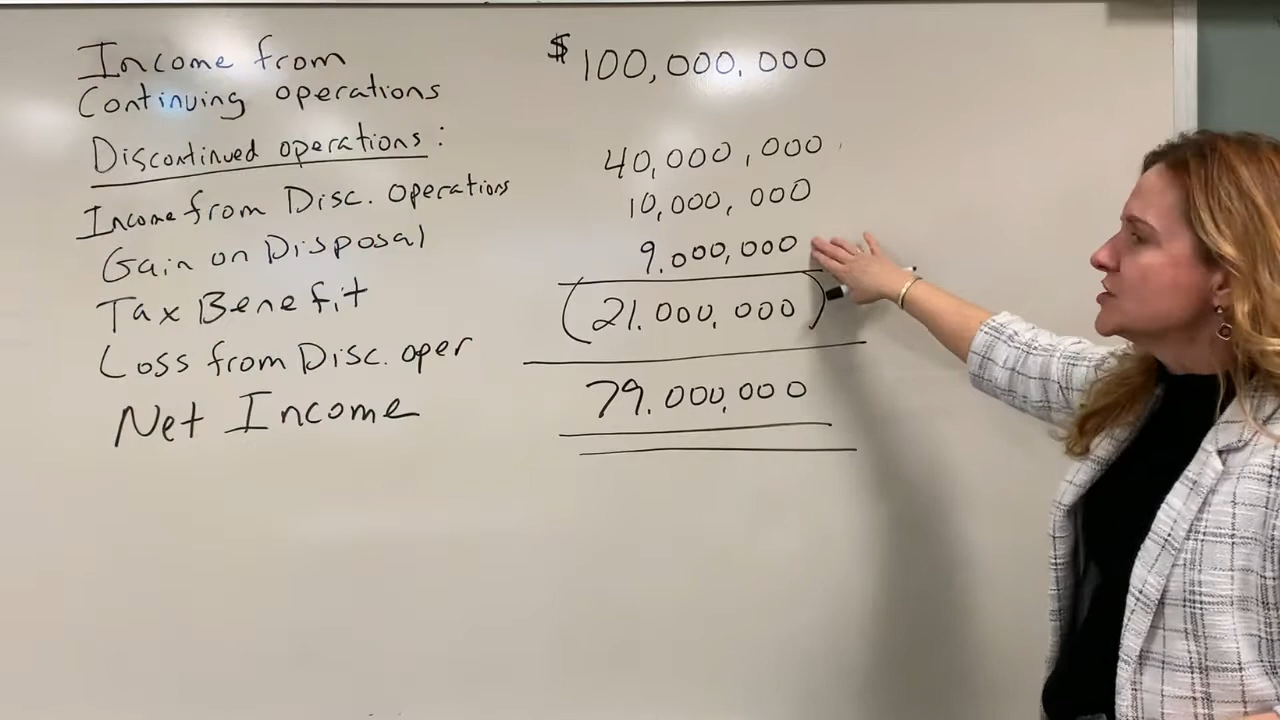 Income from
Continuing operations
$ 100,000,000
Discontinued operations:
40,000,000
Income from Disc. operations
10,000,000
Gain on Disposal
9.000,000
Tax Benefit
(21.000,000)
Loss from Disc. oper
79.000,000
Net Income